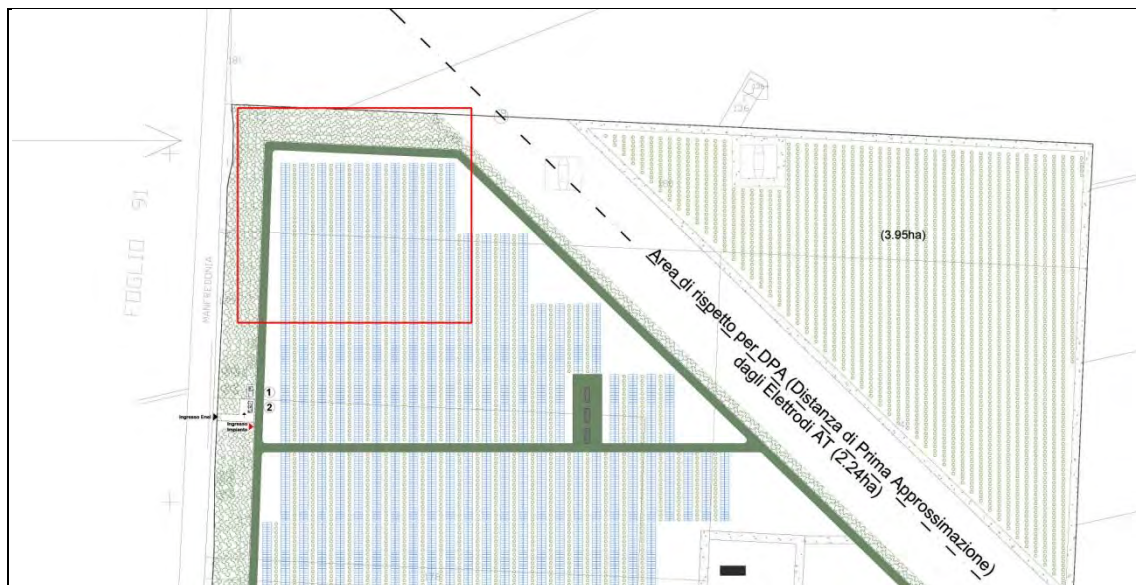 FOGLIO 91
MANFREDONIA
126
(3.95ha)
Area di rispetto per DPA (Distanza di Prima Approssimazione)
dagli Elettrodi AT (2.24ha)
1
2
Ingresso Enel
Ingresso
Impianto